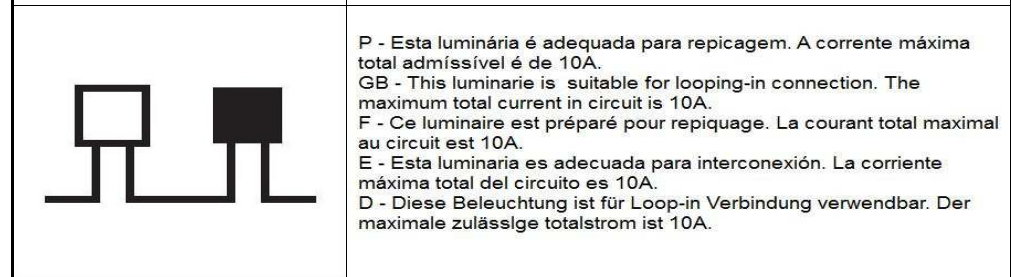 P - Esta luminária é adequada para repicagem. A corrente máxima
total admíssível é de 10A.
GB - This luminarie is  suitable for looping-in connection. The
maximum total current in circuit is 10A.
F - Ce luminaire est préparé pour repiquage. La courant total maximal
au circuit est 10A.
E - Esta luminaria es adecuada para interconexión. La corriente
máxima total del circuito es 10A.
D - Diese Beleuchtung ist für Loop-in Verbindung verwendbar. Der
maximale zulässlge totalstrom ist 10A.